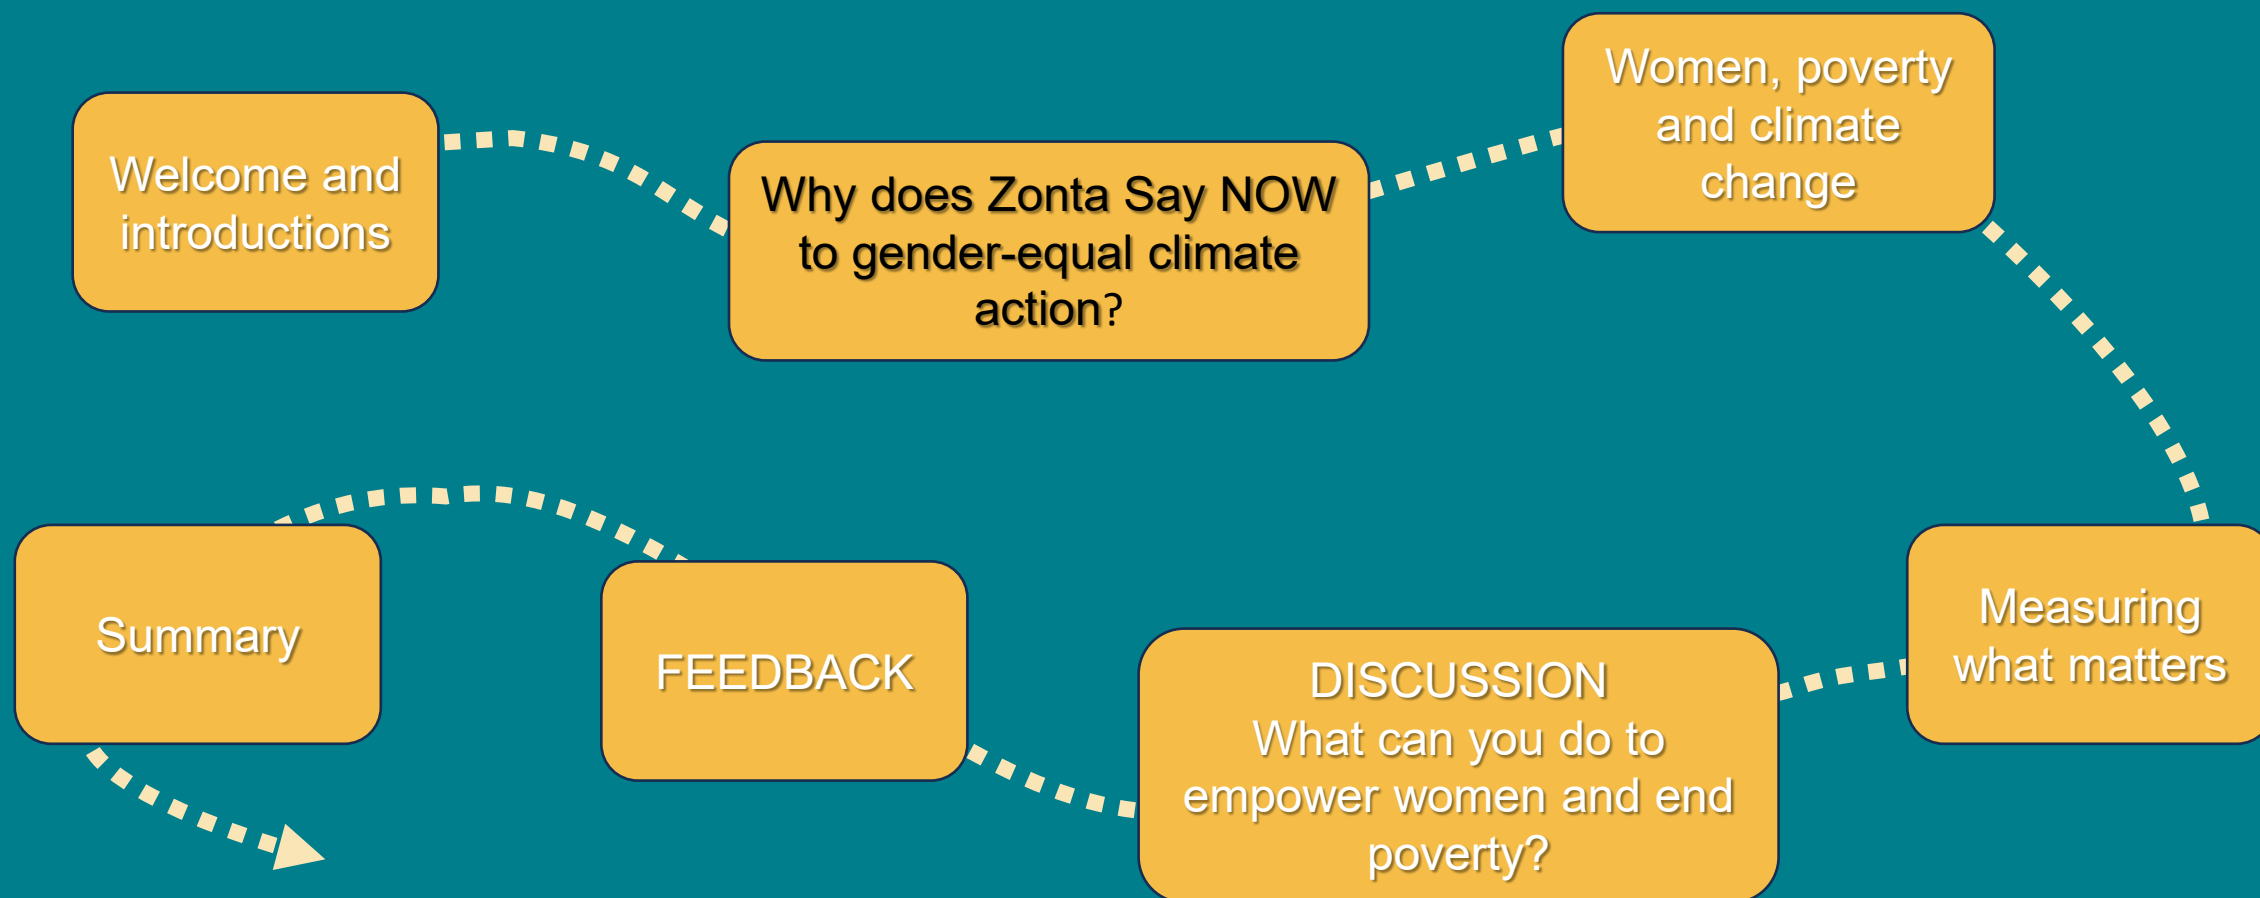 Welcome and
introductions
Why does Zonta Say NOW
to gender-equal climate
action?
Women, poverty
and climate
change
Measuring
what matters
DISCUSSION
What can you do to
empower women and end
poverty?
FEEDBACK
Summary